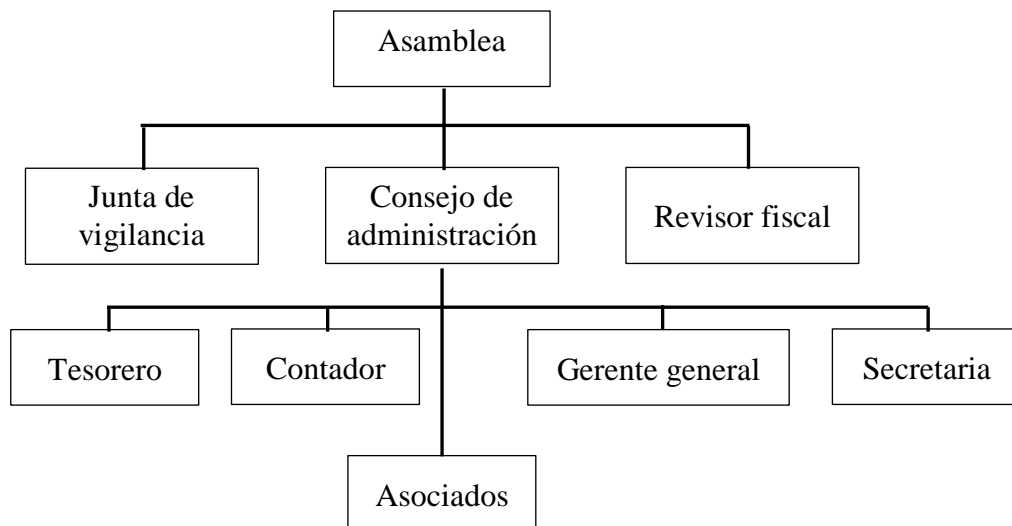 Asamblea
Junta de
vigilancia
Consejo de
administración
Revisor fiscal
Tesorero
Contador
Gerente general
Secretaria
Asociados